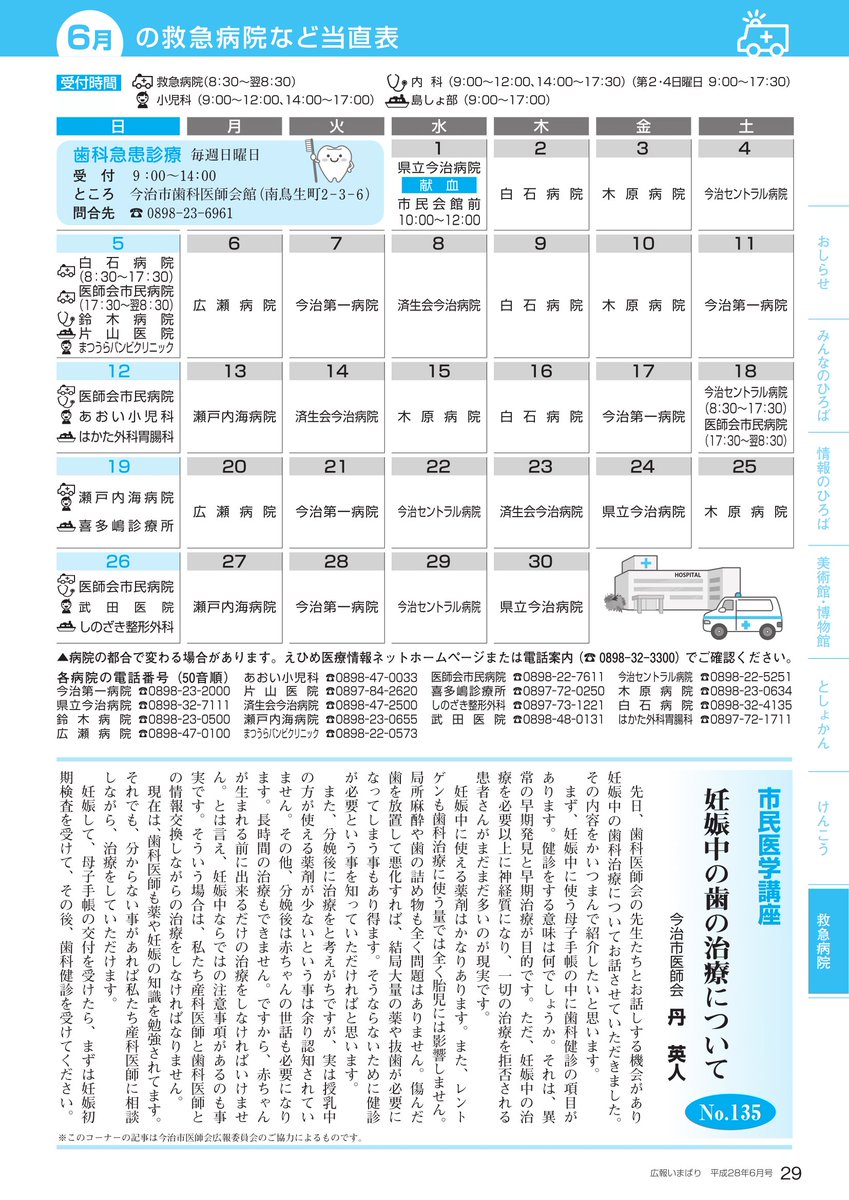 6月 の救急病院など当直表
受付時間 救急病院(8:30〜翌8:30) 内 科 (9:00〜12:00、14:00〜17:30) (第2・4日曜日 9:00〜17:30)
小児科 (9:00〜12:00、14:00〜17:00) 島しょ部 (9:00〜17:00)
日 月 火 水 木 金 土
歯科急患診療 毎週日曜日
受 付 9:00〜14:00
ところ 今治市歯科医師会館(南鳥生町2-3-6)
問合先 ☎0898-23-6961
1
県立今治病院
献 血
市民会館前
10:00〜12:00
2
白石病院
3
木原病院
4
今治セントラル病院
5
白石病院
(8:30〜17:30)
医師会市民病院
(17:30〜翌8:30)
鈴木病院
片山医院
まつうらバンビクリニック
6
広瀬病院
7
今治第一病院
8
済生会今治病院
9
白石病院
10
木原病院
11
今治第一病院
12
医師会市民病院
あおい小児科
はかた外科胃腸科
13
瀬戸内海病院
14
済生会今治病院
15
木原病院
16
白石病院
17
今治第一病院
18
今治セントラル病院
(8:30〜17:30)
医師会市民病院
(17:30〜翌8:30)
19
瀬戸内海病院
喜多嶋診療所
20
広瀬病院
21
今治第一病院
22
今治セントラル病院
23
済生会今治病院
24
県立今治病院
25
木原病院
26
医師会市民病院
武田医院
しのざき整形外科
27
瀬戸内海病院
28
今治第一病院
29
今治セントラル病院
30
県立今治病院
HOSPITAL
▲病院の都合で変わる場合があります。えひめ医療情報ネットホームページまたは電話案内(☎0898-32-3300)でご確認ください。
各病院の電話番号(50音順) あおい小児科 ☎0898-47-0033 医師会市民病院 ☎0898-22-7611 今治セントラル病院 ☎0898-22-5251
今治第一病院 ☎0898-23-2000 片山医院 ☎0897-84-2620 喜多嶋診療所 ☎0897-72-0250 木原病院 ☎0898-23-0634
県立今治病院 ☎0898-32-7111 済生会今治病院 ☎0898-47-2500 しのざき整形外科 ☎0897-73-1221 白石病院 ☎0898-32-4135
鈴木病院 ☎0898-23-0500 瀬戸内海病院 ☎0898-23-0655 武田医院 ☎0898-48-0131 はかた外科胃腸科 ☎0897-72-1711
広瀬病院 ☎0898-47-0100 まつうらバンビクリニック ☎0898-22-0573
市民医学講座
妊娠中の歯の治療について
No.135
今治市医師会 丹 英人
先日、歯科医師会の先生たちとお話しする機会があり
妊娠中の歯科治療についてお話させていただきました。
その内容をかいつまんで紹介したいと思います。
まず、妊娠中に使う母子手帳の中に歯科健診の項目が
あります。健診をする意味は何でしょうか。それは、異
常の早期発見と早期治療が目的です。ただ、妊娠中の治
療を必要以上に神経質になり、一切の治療を拒否される
患者さんがまだまだ多いのが現実です。
妊娠中に使える薬剤はかなりあります。また、レント
ゲンも歯科治療に使う量では全く胎児には影響しません。
局所麻酔や歯の詰め物も全く問題はありません。傷んだ
歯を放置して悪化すれば、結局大量の薬や抜歯が必要に
なってしまう事もあり得ます。そうならないために健診
が必要という事を知っていただければと思います。
また、分娩後に治療をと考えがちですが、実は授乳中
の方が使える薬剤が少ないという事は余り認知されてい
ません。その他、分娩後は赤ちゃんの世話も必要になり
ます。長時間の治療もできません。ですから、赤ちゃん
が生まれる前に出来るだけの治療をしなければいけませ
ん。とは言え、妊娠中ならではの注意事項があるのも事
実です。そういう場合は、私たち産科医師と歯科医師と
の情報交換しながらの治療をしなければなりません。
現在は、歯科医師も薬や妊娠の知識を勉強されてます。
それでも、分からない事があれば私たち産科医師に相談
しながら、治療をしていただけます。
妊娠して、母子手帳の交付を受けたら、まずは妊娠初
期検査を受けて、その後、歯科健診を受けてください。
※このコーナーの記事は今治市医師会広報委員会のご協力によるものです。
おしらせ
みんなのひろば
情報のひろば
美術館・博物館
としょかん
けんこう
救急病院
広報いまばり 平成28年6月号 29